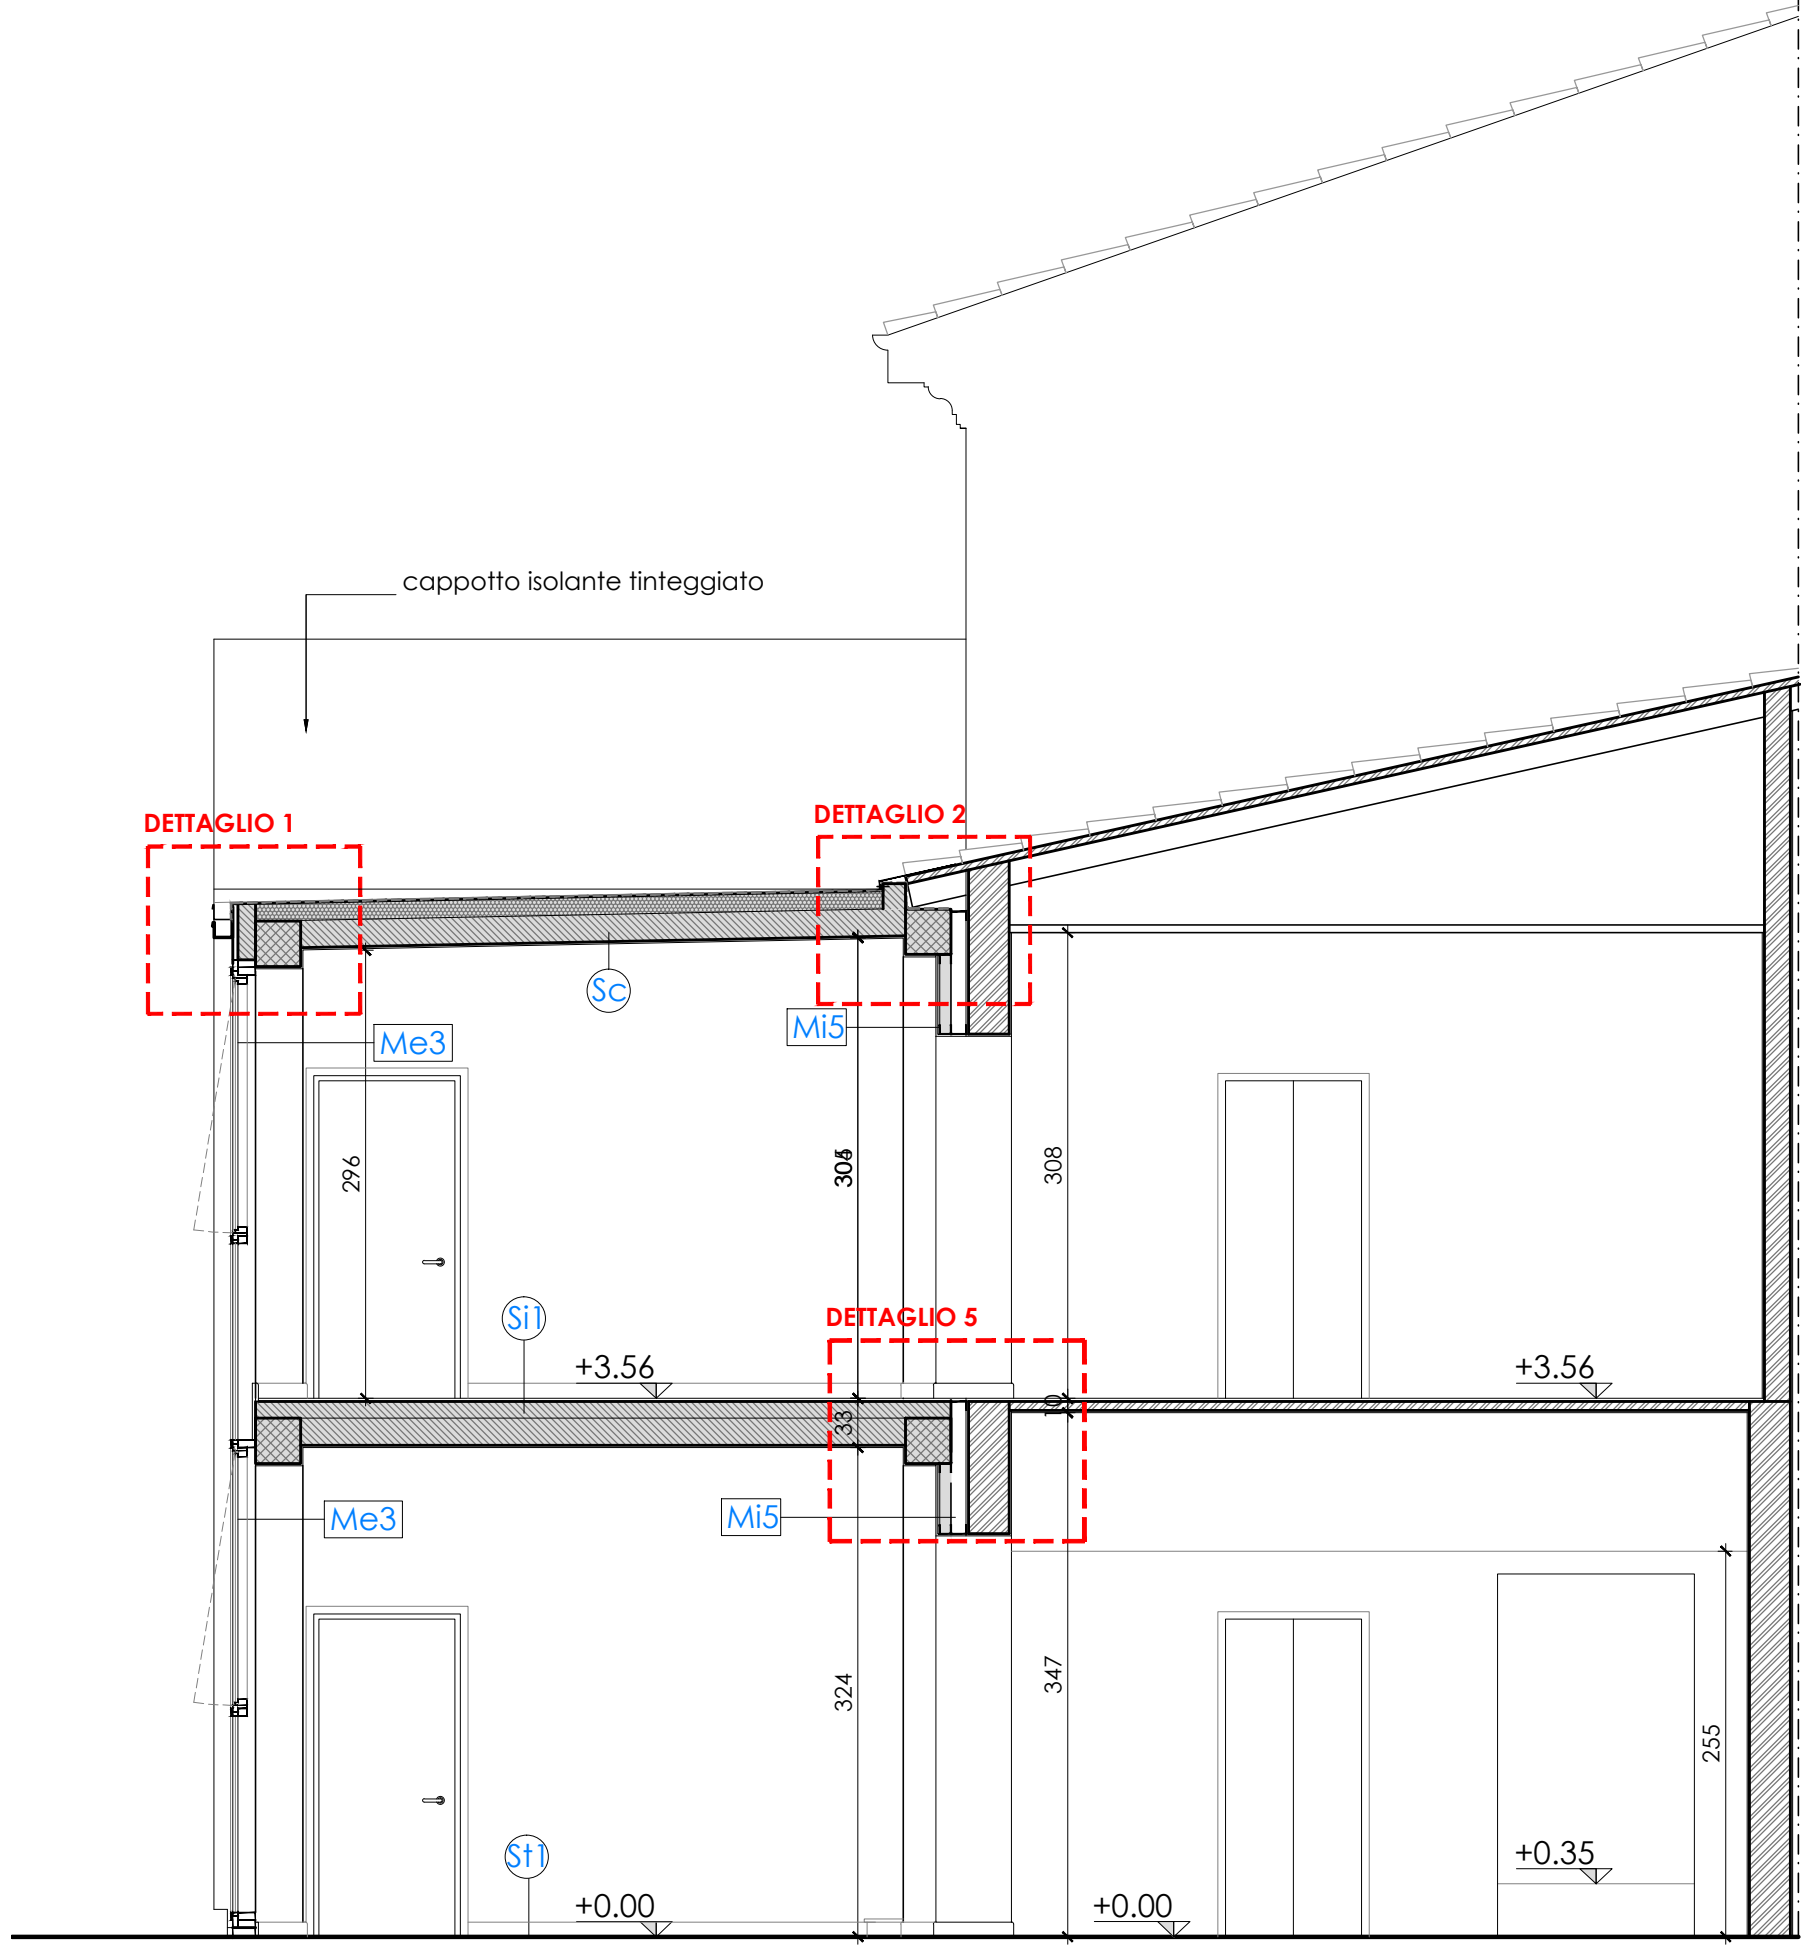 cappotto isolante tinteggiato
DETTAGLIO 1
DETTAGLIO 2
Sc
Mi5
Me3
296
308
Si1
DETTAGLIO 5
+3.56
+3.56
33
10
Me3
Mi5
324
347
255
St1
+0.35
+0.00
+0.00